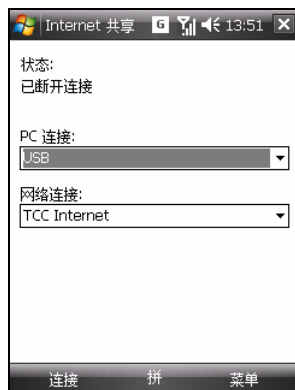 Internet 共享 G 13:51
状态:
已断开连接
PC 连接:
USB
网络连接:
TCC Internet
连接 拼 菜单